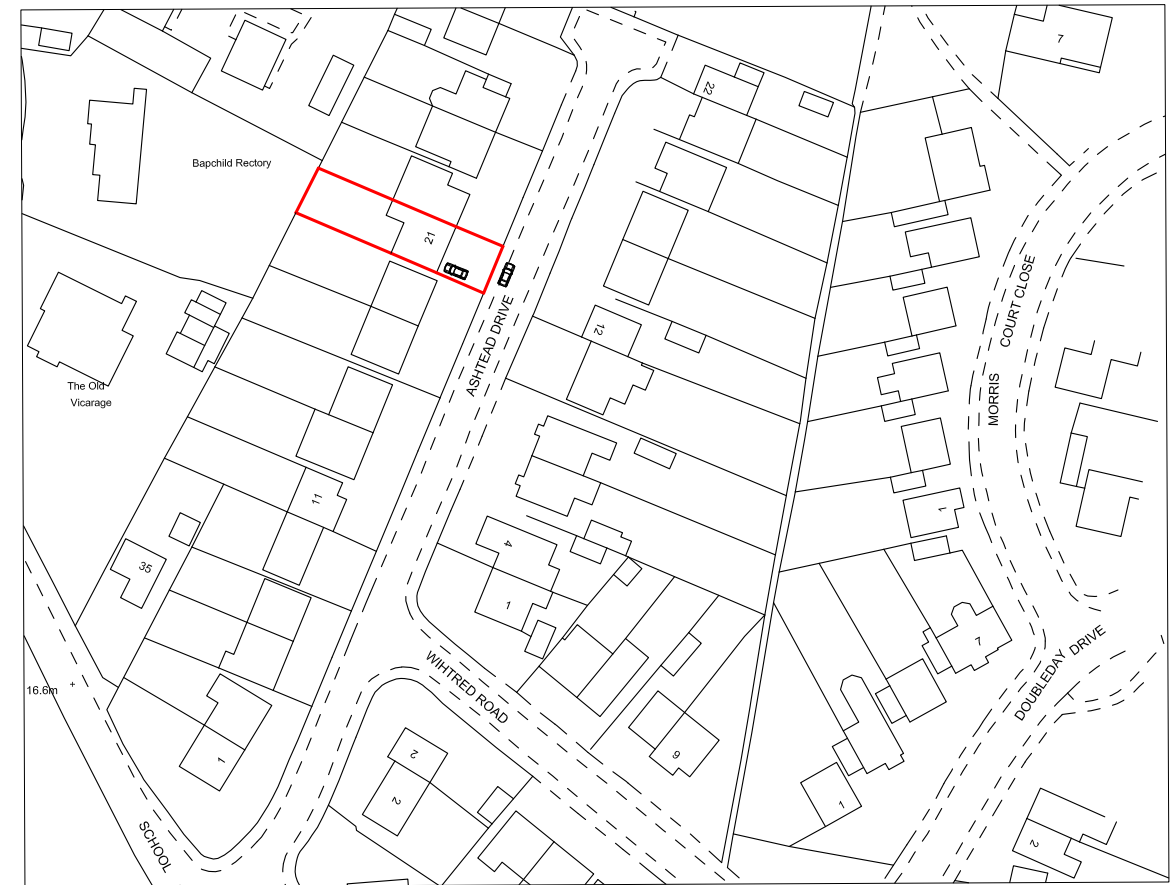 7
22
Bapchild Rectory
21
COURT CLOSE
MORRIS
ASHTEAD DRIVE
12
The Old
Vicarage
11
1
4
35
1
7
DOUBLEDAY DRIVE
WIHTRED ROAD
16.6m
1
2
6
2
1
SCHOOL
2